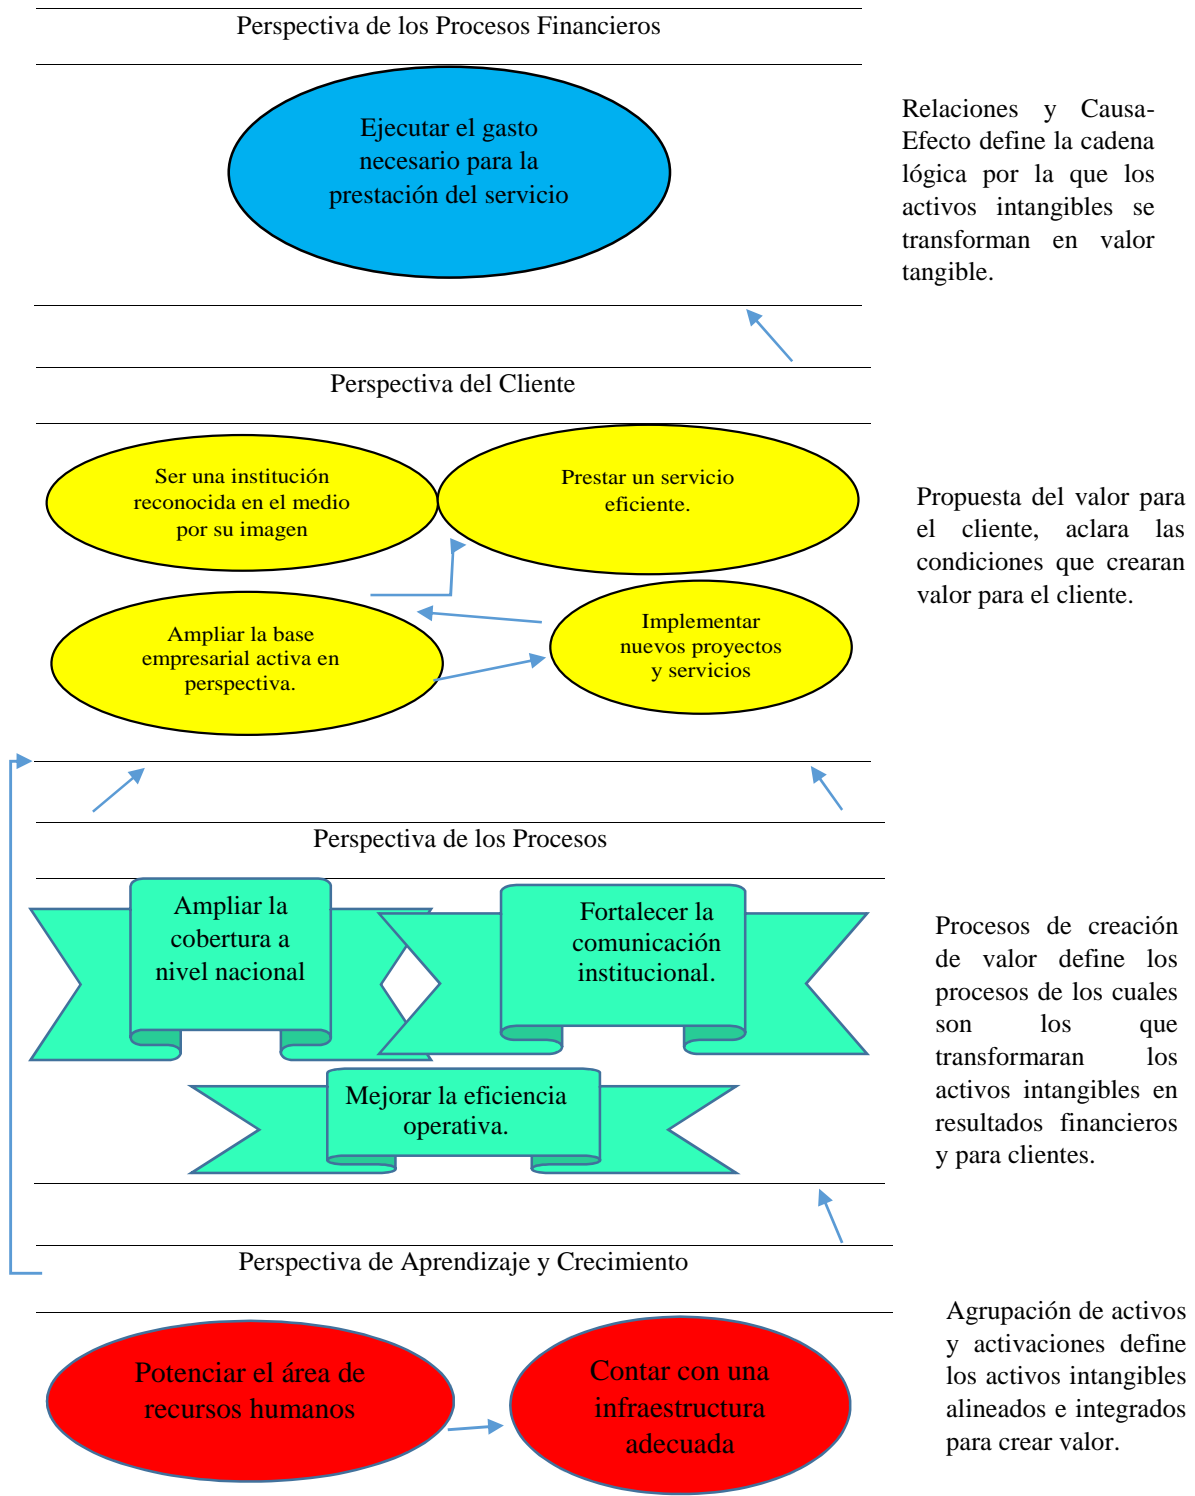 Perspectiva de los Procesos Financieros
Ejecutar el gasto
necesario para la
prestación del servicio
Relaciones y Causa-
Efecto define la cadena
lógica por la que los
activos intangibles se
transforman en valor
tangible.
Perspectiva del Cliente
Ser una institución
reconocida en el medio
por su imagen
Prestar un servicio
eficiente.
Ampliar la base
empresarial activa en
perspectiva.
Implementar
nuevos proyectos
y servicios
Propuesta del valor para
el cliente, aclara las
condiciones que crearan
valor para el cliente.
Perspectiva de los Procesos
Ampliar la
cobertura a
nivel nacional
Fortalecer la
comunicación
institucional.
Mejorar la eficiencia
operativa.
Procesos de creación
de valor define los
procesos de los cuales
son los que
transformaran los
activos intangibles en
resultados financieros
y para clientes.
Perspectiva de Aprendizaje y Crecimiento
Potenciar el área de
recursos humanos
Contar con una
infraestructura
adecuada
Agrupación de activos
y activaciones define
los activos intangibles
alineados e integrados
para crear valor.